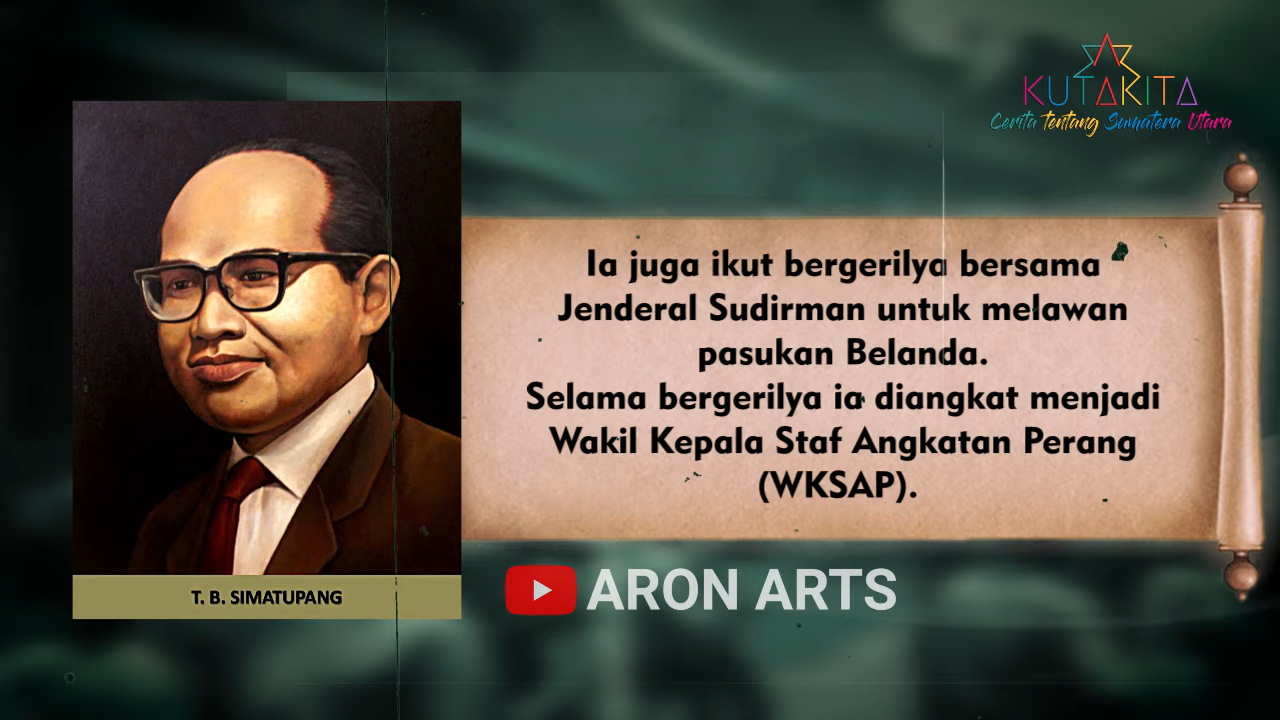 KUTAKITA
Cerita tentang Sumatera Utara
Ia juga ikut bergerilya bersama
Jenderal Sudirman untuk melawan
pasukan Belanda.
Selama bergerilya ia diangkat menjadi
Wakil Kepala Staf Angkatan Perang
(WKSAP).
T. B. SIMATUPANG
ARON ARTS